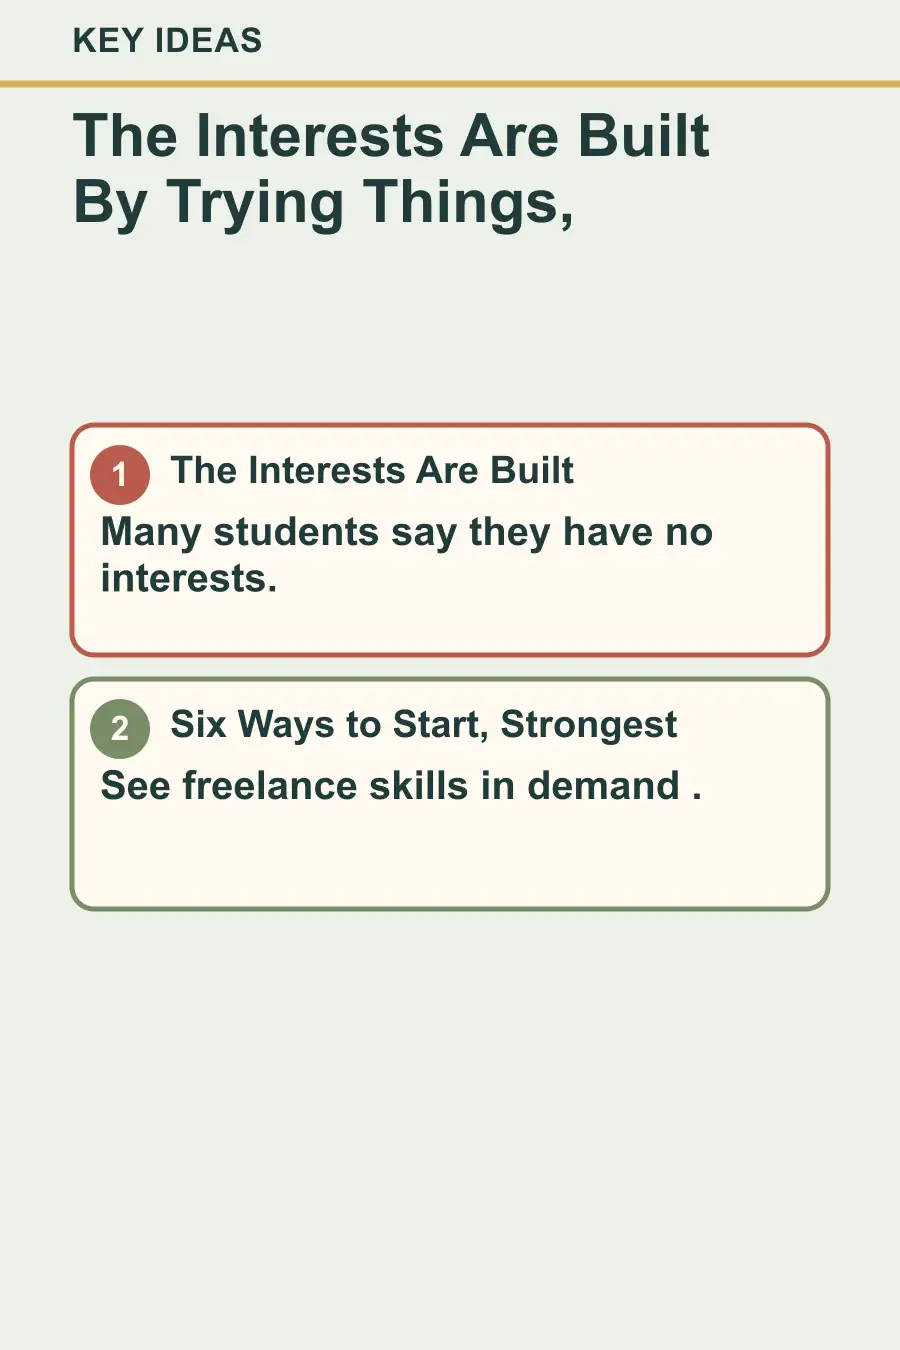 KEY IDEAS
The Interests Are Built
By Trying Things,
1 The Interests Are Built
Many students say they have no
interests.
2 Six Ways to Start, Strongest
See freelance skills in demand .